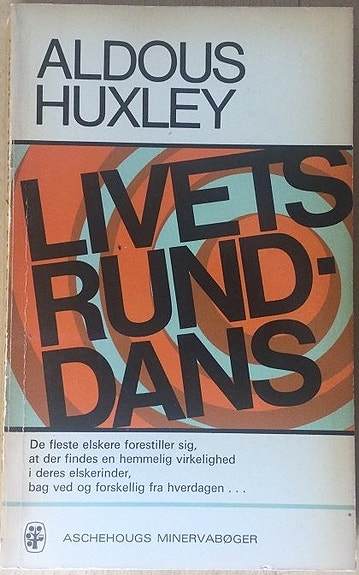 ALDOUS
HUXLEY
LIVETS
RUND-
DANS
De fleste elskere forestiller sig,
at der findes en hemmelig virkelighed
i deres elskerinder,
bag ved og forskellig fra hverdagen . . .
ASCHEHOUGS MINERVABØGER